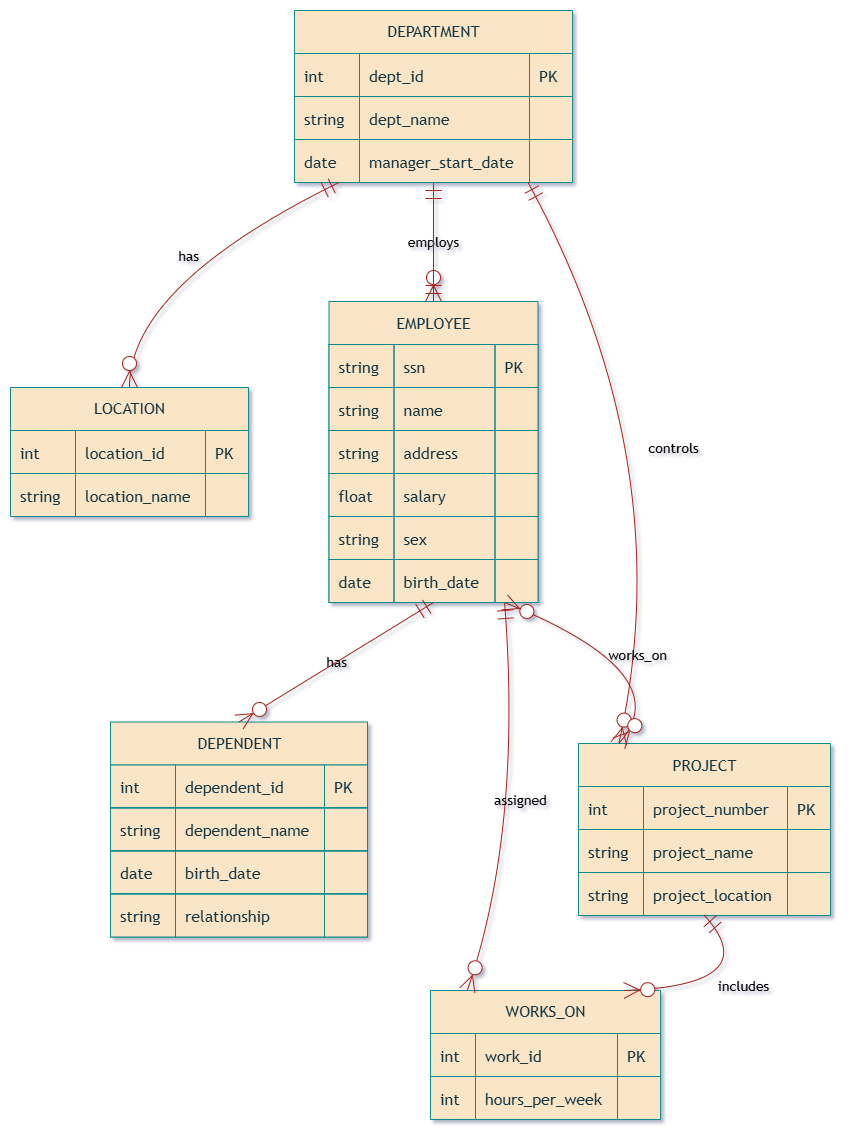 DEPARTMENT
int dept_id PK
string dept_name
date manager_start_date
has
employs
controls
LOCATION
int location_id PK
string location_name
EMPLOYEE
string ssn PK
string name
string address
float salary
string sex
date birth_date
has
works_on
assigned
DEPENDENT
int dependent_id PK
string dependent_name
date birth_date
string relationship
PROJECT
int project_number PK
string project_name
string project_location
includes
WORKS_ON
int work_id PK
int hours_per_week